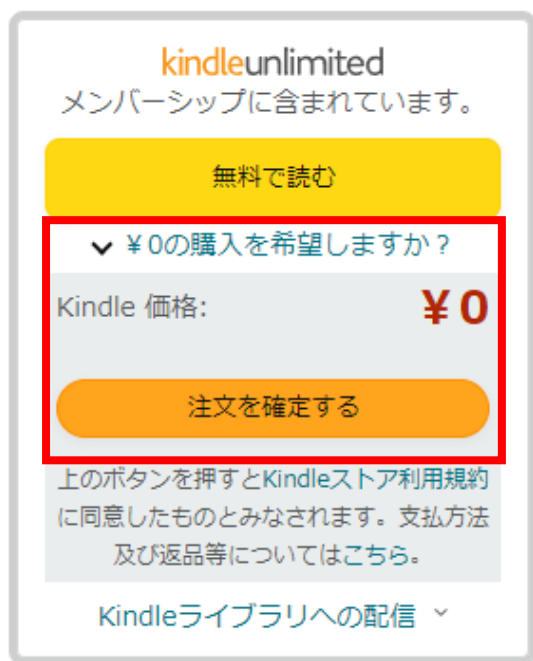 kindleunlimited
メンバーシップに含まれています。
無料で読む
¥0の購入を希望しますか？
Kindle 価格: ¥0
注文を確定する
上のボタンを押すとKindleストア利用規約
に同意したものとみなされます。支払方法
及び返品等についてはこちら。
Kindleライブラリへの配信